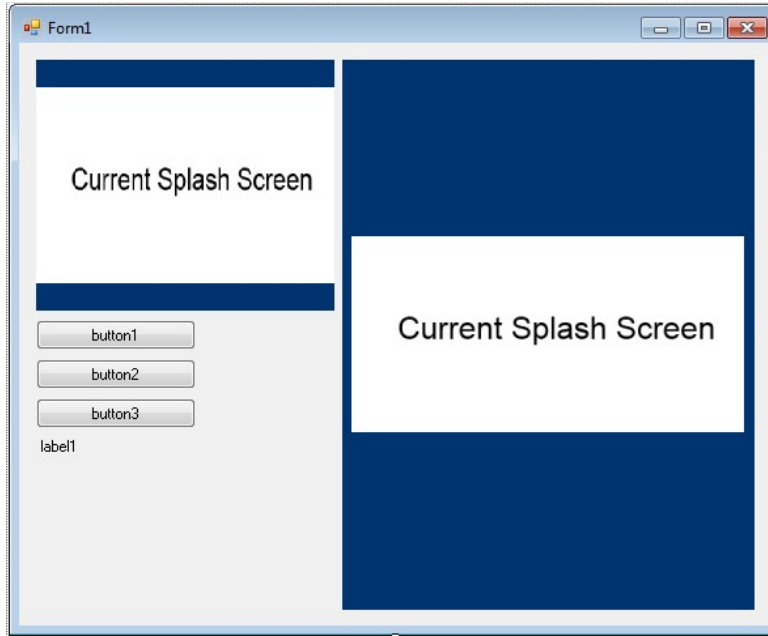 Form1
Current Splash Screen
button1
button2
button3
label1
Current Splash Screen